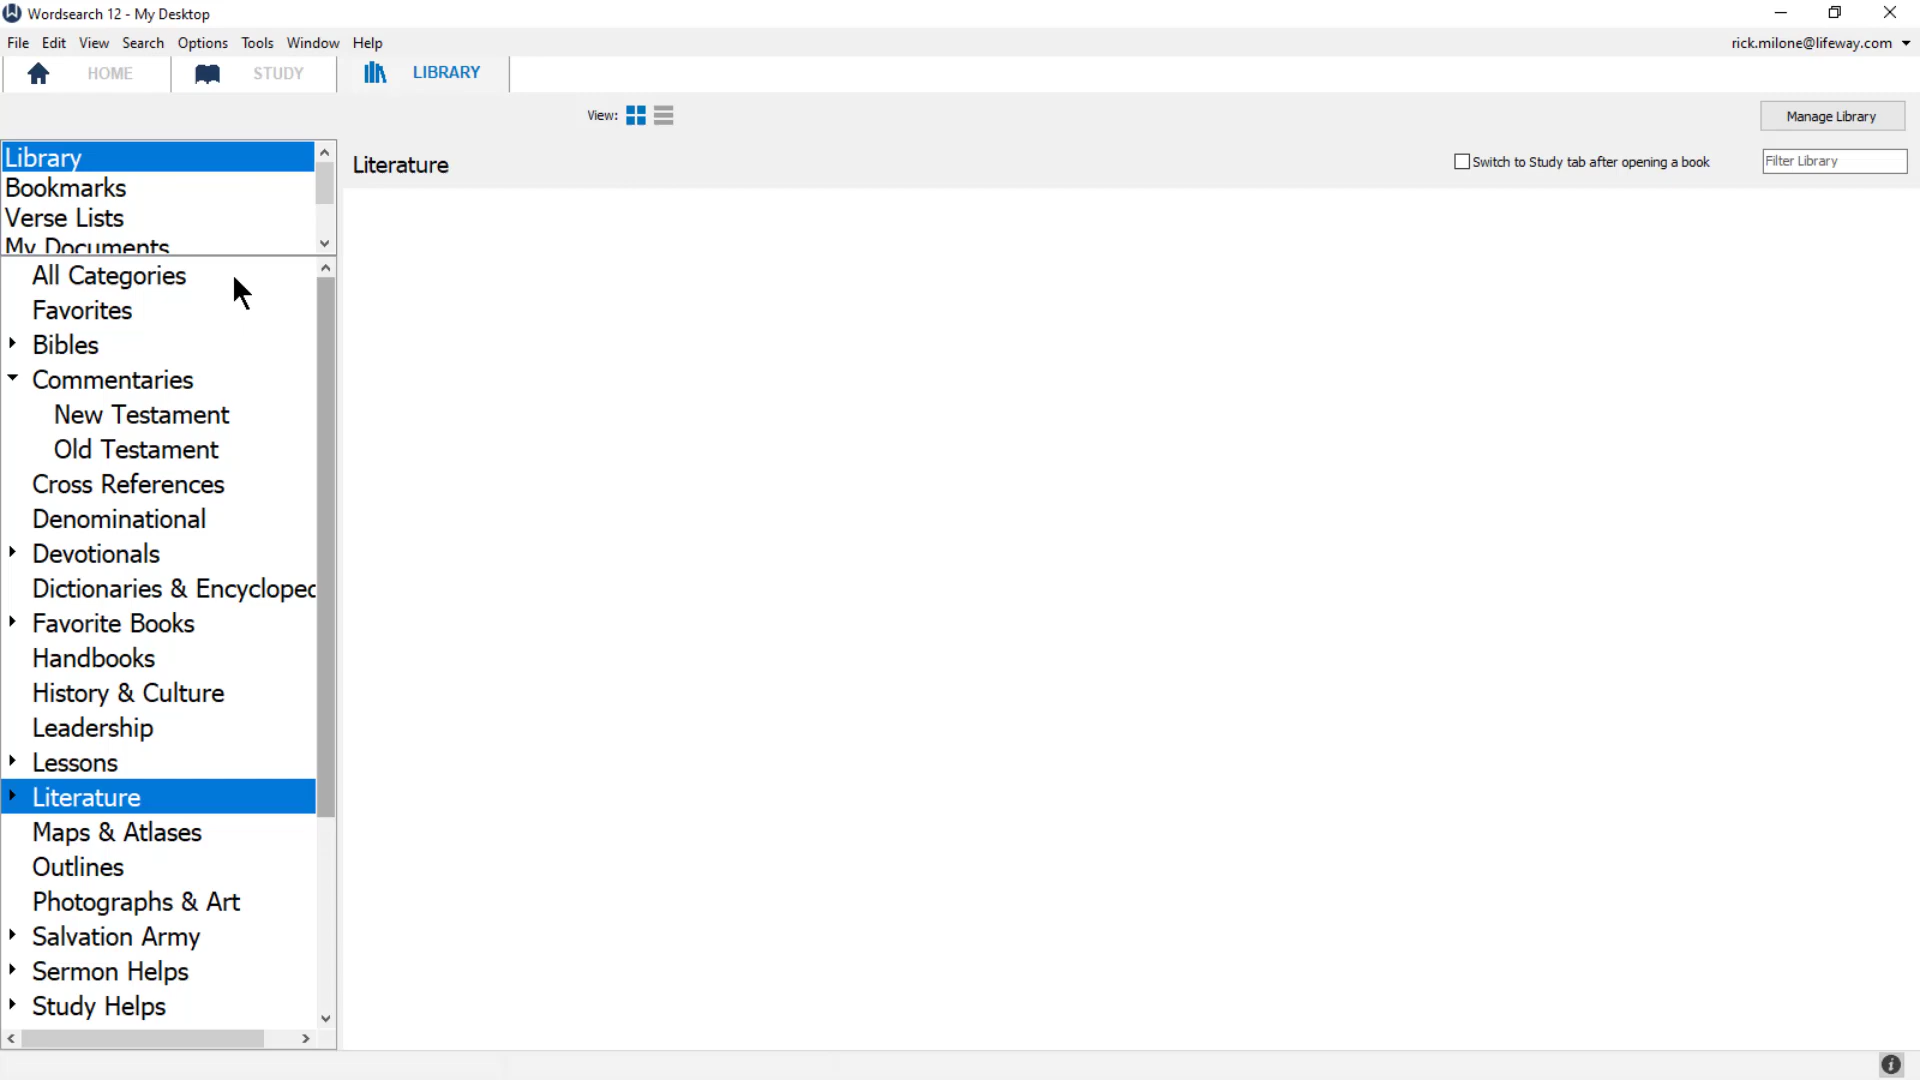 Wordsearch 12 - My Desktop
File Edit View Search Options Tools Window Help
rick.milone@lifeway.com
HOME
STUDY
LIBRARY
View:
Manage Library
Library
Bookmarks
Verse Lists
My Documents
Literature
Switch to Study tab after opening a book
Filter Library
All Categories
Favorites
Bibles
Commentaries
New Testament
Old Testament
Cross References
Denominational
Devotionals
Dictionaries & Encycloped
Favorite Books
Handbooks
History & Culture
Leadership
Lessons
Literature
Maps & Atlases
Outlines
Photographs & Art
Salvation Army
Sermon Helps
Study Helps